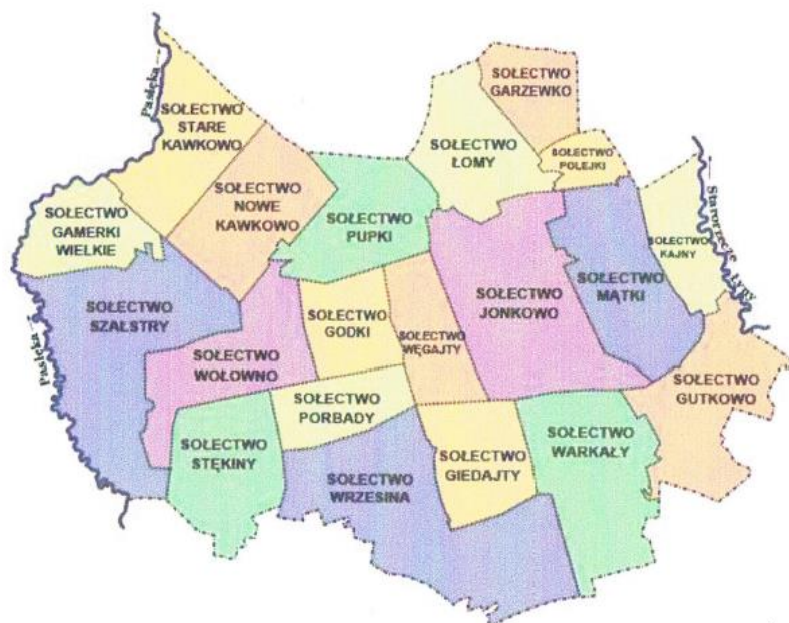 Pasłęka
SOŁECTWO
STARE
KAWKOWO
SOŁECTWO
GARZEWKO
SOŁECTWO
ŁOMY
SOŁECTWO
POLEJKI
SOŁECTWO
NOWE
KAWKOWO
SOŁECTWO
PUPKI
SOŁECTWO
GAMERKI
WIELKIE
SOŁECTWO
KAJNY
Starorzecze Łyny
SOŁECTWO
MĄTKI
SOŁECTWO
JONKOWO
SOŁECTWO
SZAŁSTRY
Pasłęka
SOŁECTWO
GODKI
SOŁECTWO
WĘGAJTY
SOŁECTWO
WOŁOWNO
SOŁECTWO
GUTKOWO
SOŁECTWO
PORBADY
SOŁECTWO
STĘKINY
SOŁECTWO
WRZESINA
SOŁECTWO
GIEDAJTY
SOŁECTWO
WARKAŁY